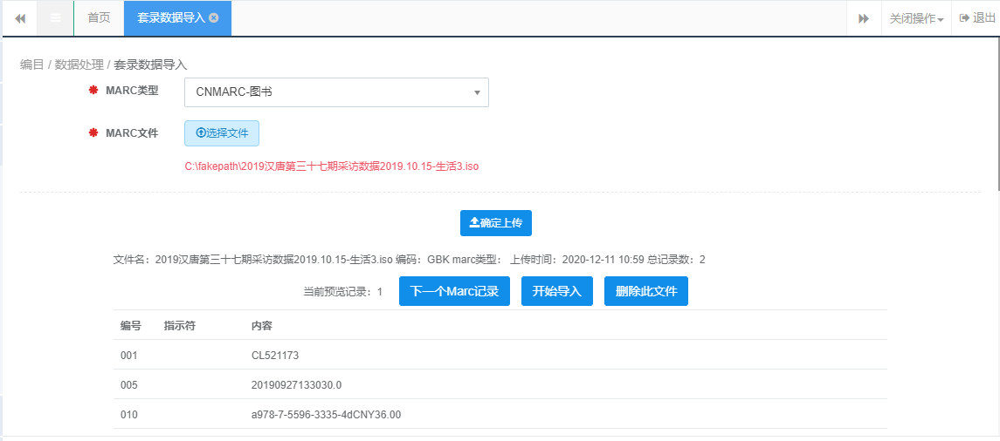 首页 套录数据导入 关闭操作 退出
编目 / 数据处理 / 套录数据导入
MARC类型 CNMARC-图书
MARC文件 选择文件
C:\fakepath\2019汉唐第三十七期采访数据2019.10.15-生活3.iso
确定上传
文件名：2019汉唐第三十七期采访数据2019.10.15-生活3.iso 编码：GBK marc类型： 上传时间：2020-12-11 10:59 总记录数：2
当前预览记录：1 下一个Marc记录 开始导入 删除此文件
编号 指示符 内容
001 CL521173
005 20190927133030.0
010 a978-7-5596-3335-4dCNY36.00